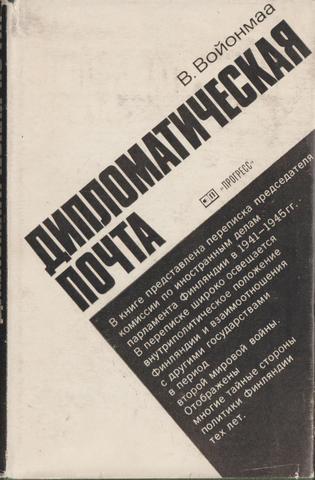 В. Войонмаа
ДИПЛОМАТИЧЕСКАЯ
ПОЧТА
«ПРОГРЕСС»
В книге представлена переписка председателя
комиссии по иностранным делам
парламента Финляндии в 1941–1945 гг.
В переписке широко освещается
внутриполитическое положение
Финляндии и взаимоотношения
с другими государствами
в период
второй мировой войны.
Отображены
многие тайные стороны
политики Финляндии
тех лет.